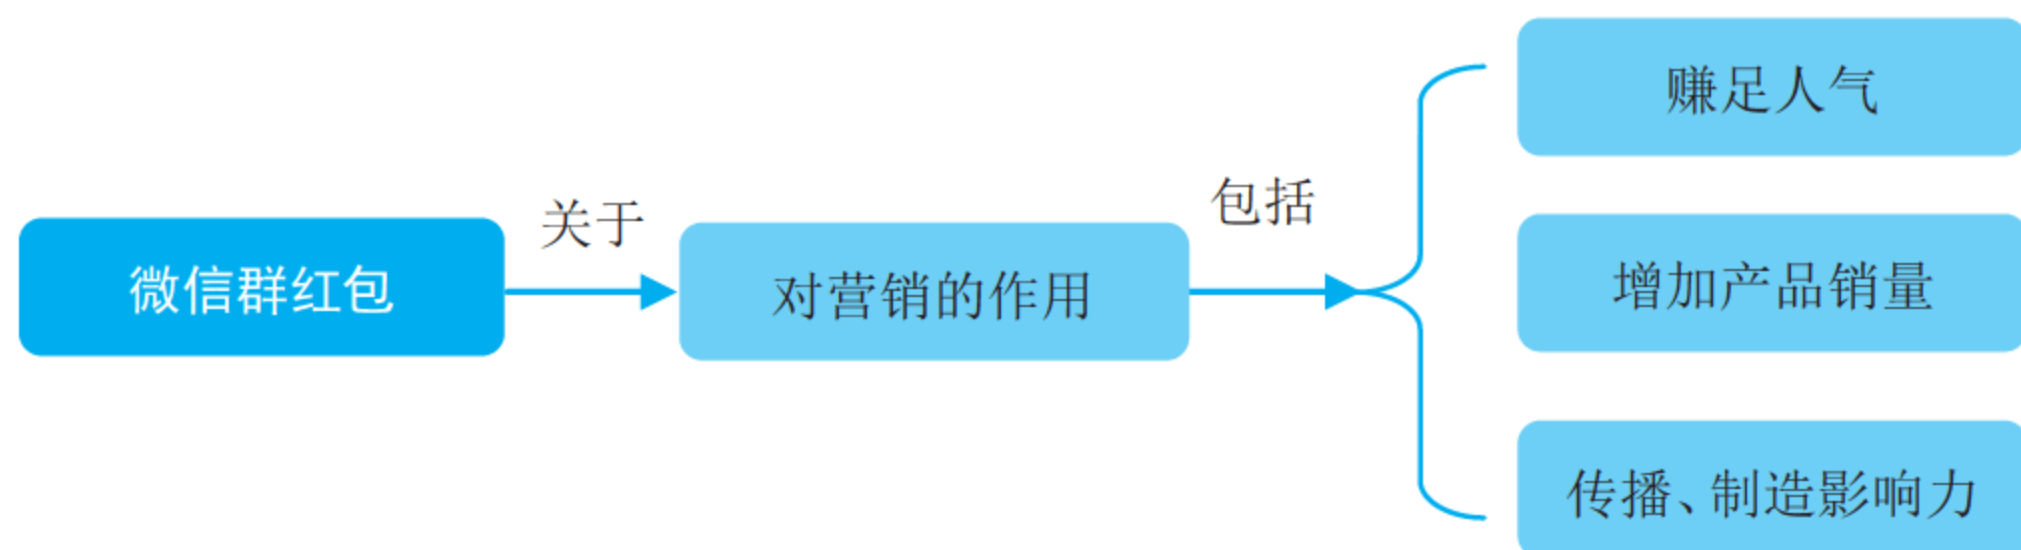 微信群红包
关于
对营销的作用
包括
赚足人气
增加产品销量
传播、制造影响力